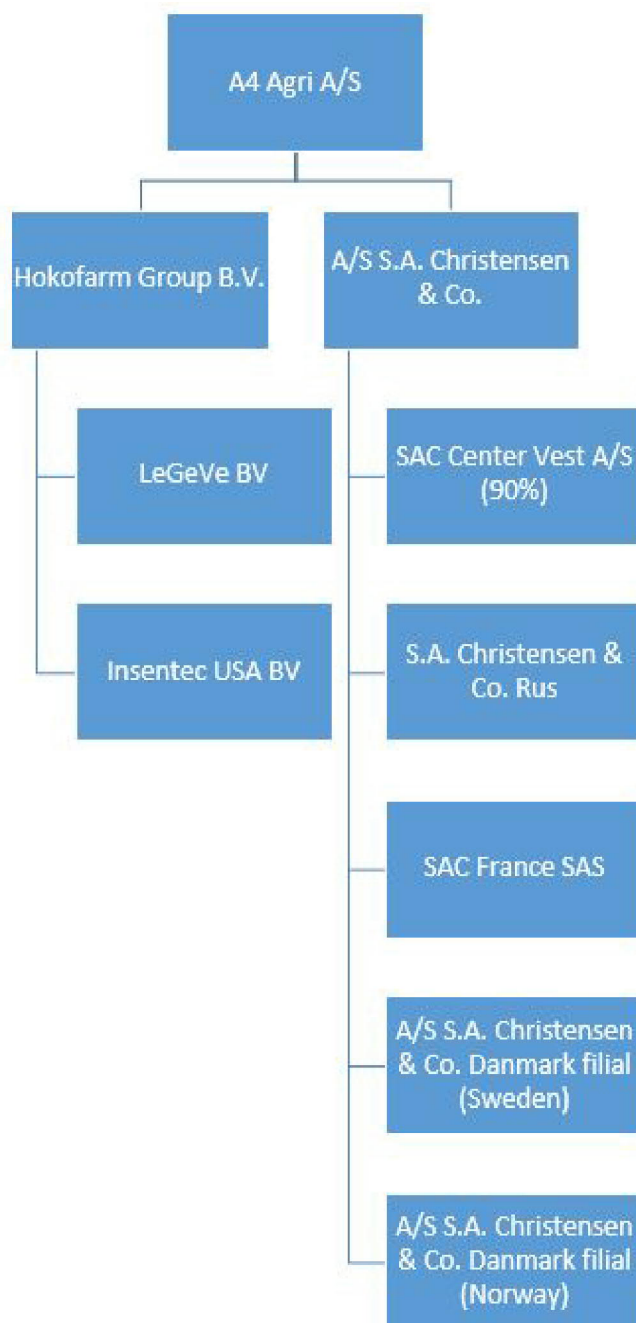 A4 Agri A/S
Hokofarm Group B.V.
A/S S.A. Christensen
& Co.
LeGeVe BV
SAC Center Vest A/S
(90%)
Insentec USA BV
S.A. Christensen &
Co. Rus
SAC France SAS
A/S S.A. Christensen
& Co. Danmark filial
(Sweden)
A/S S.A. Christensen
& Co. Danmark filial
(Norway)